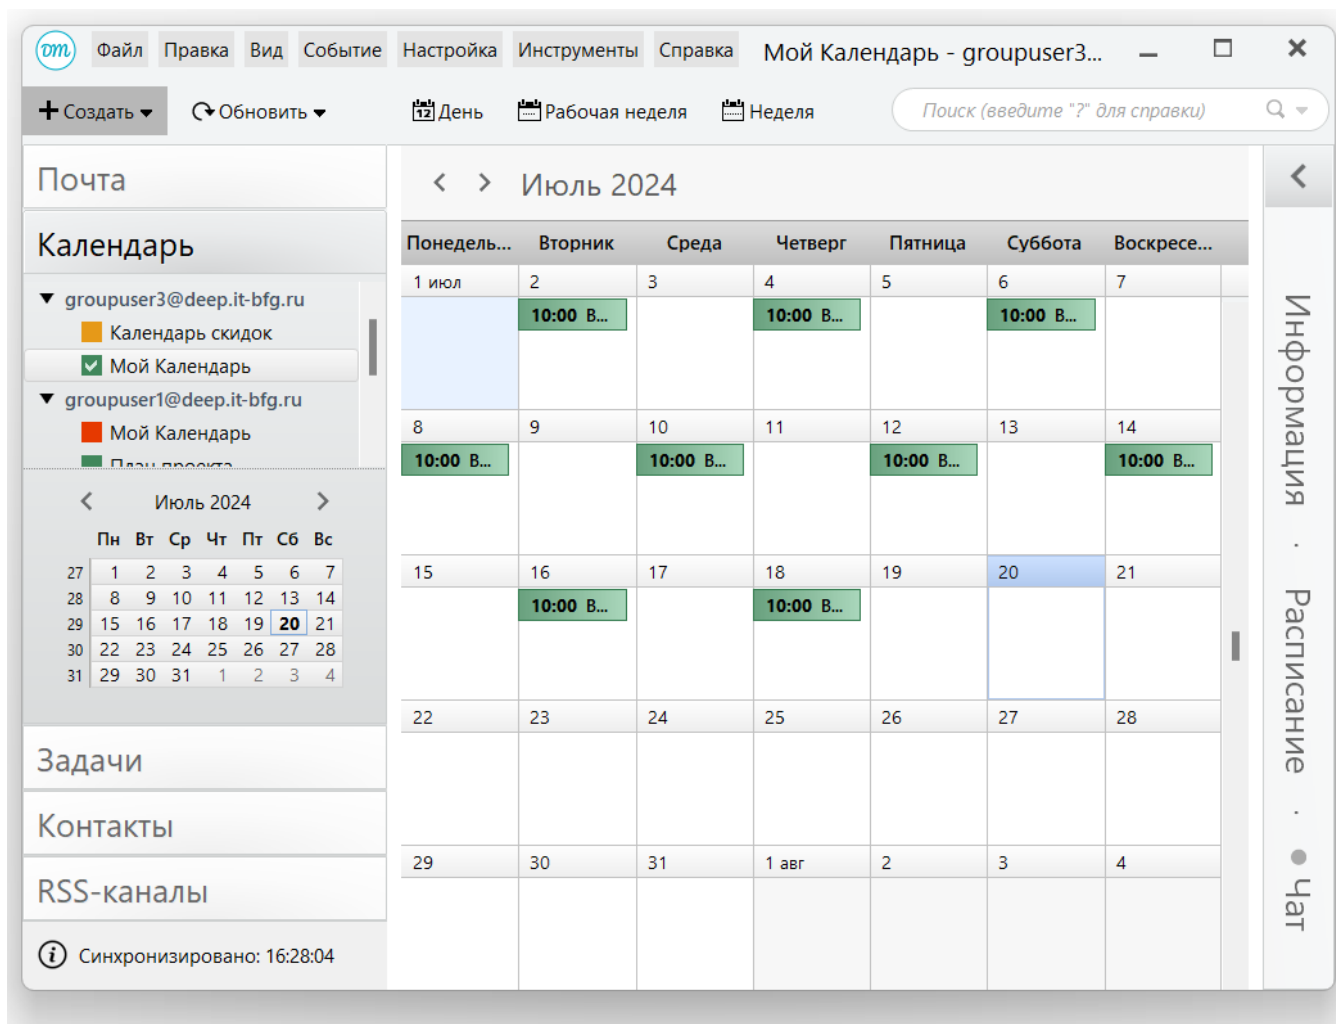 dm Файл Правка Вид Событие Настройка Инструменты Справка Мой Календарь - groupuser3...
Создать Обновить 12 День Рабочая неделя Неделя Поиск (введите "?" для справки)
Почта
Календарь
groupuser3@deep.it-bfg.ru
Календарь скидок
Мой Календарь
groupuser1@deep.it-bfg.ru
Мой Календарь
План проекта
Июль 2024
Пн Вт Ср Чт Пт Сб Вс
27 1 2 3 4 5 6 7
28 8 9 10 11 12 13 14
29 15 16 17 18 19 20 21
30 22 23 24 25 26 27 28
31 29 30 31 1 2 3 4
Задачи
Контакты
RSS-каналы
Синхронизировано: 16:28:04
Июль 2024
Понедель... Вторник Среда Четверг Пятница Суббота Воскресе...
1 июл 2 3 4 5 6 7
10:00 В... 10:00 В... 10:00 В...
8 9 10 11 12 13 14
10:00 В... 10:00 В... 10:00 В... 10:00 В...
15 16 17 18 19 20 21
10:00 В... 10:00 В...
22 23 24 25 26 27 28
29 30 31 1 авг 2 3 4
Информация · Расписание · Чат